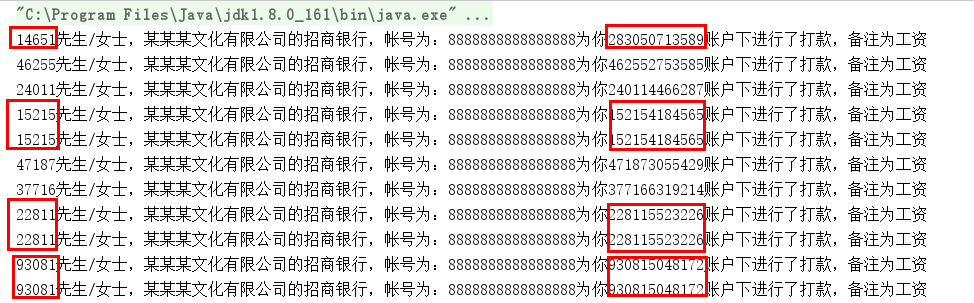 "C:\Program Files\Java\jdk1.8.0_161\bin\java.exe" ...
14651先生/女士，某某某文化有限公司的招商银行，帐号为：8888888888888888为你283050713589账户下进行了打款，备注为工资
46255先生/女士，某某某文化有限公司的招商银行，帐号为：8888888888888888为你462552753585账户下进行了打款，备注为工资
24011先生/女士，某某某文化有限公司的招商银行，帐号为：8888888888888888为你240114466287账户下进行了打款，备注为工资
15215先生/女士，某某某文化有限公司的招商银行，帐号为：8888888888888888为你152154184565账户下进行了打款，备注为工资
15215先生/女士，某某某文化有限公司的招商银行，帐号为：8888888888888888为你152154184565账户下进行了打款，备注为工资
47187先生/女士，某某某文化有限公司的招商银行，帐号为：8888888888888888为你471873055429账户下进行了打款，备注为工资
37716先生/女士，某某某文化有限公司的招商银行，帐号为：8888888888888888为你377166319214账户下进行了打款，备注为工资
22811先生/女士，某某某文化有限公司的招商银行，帐号为：8888888888888888为你228115523226账户下进行了打款，备注为工资
22811先生/女士，某某某文化有限公司的招商银行，帐号为：8888888888888888为你228115523226账户下进行了打款，备注为工资
93081先生/女士，某某某文化有限公司的招商银行，帐号为：8888888888888888为你930815048172账户下进行了打款，备注为工资
93081先生/女士，某某某文化有限公司的招商银行，帐号为：8888888888888888为你930815048172账户下进行了打款，备注为工资